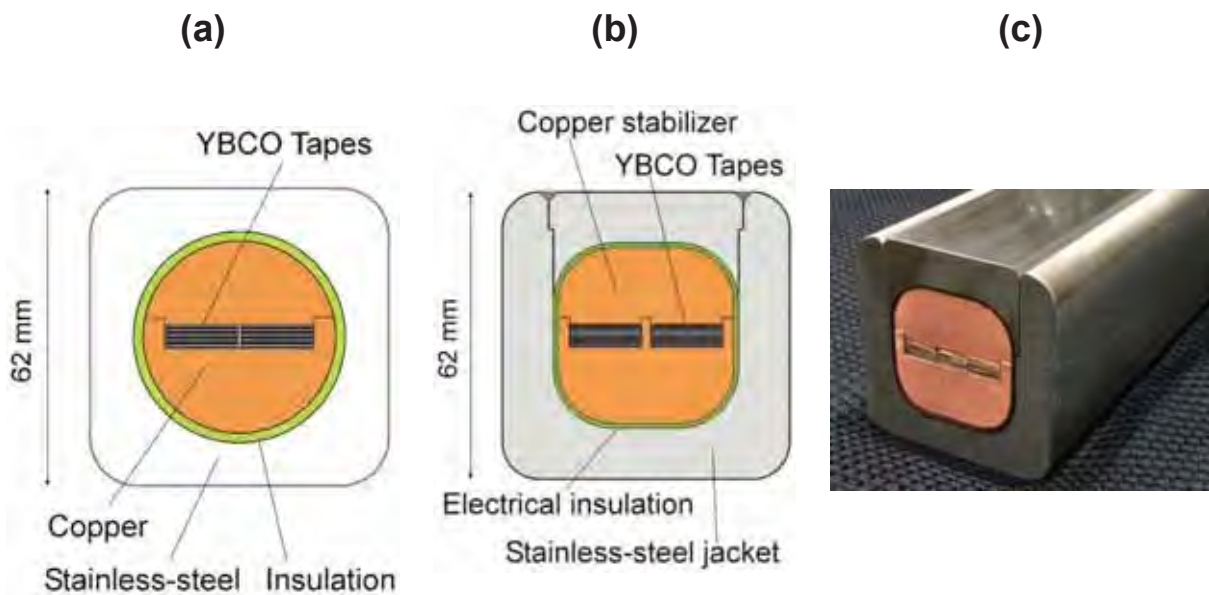 (a)
(b)
(c)
YBCO Tapes
62 mm
Copper
Stainless-steel
Insulation
Copper stabilizer
YBCO Tapes
62 mm
Electrical insulation
Stainless-steel jacket